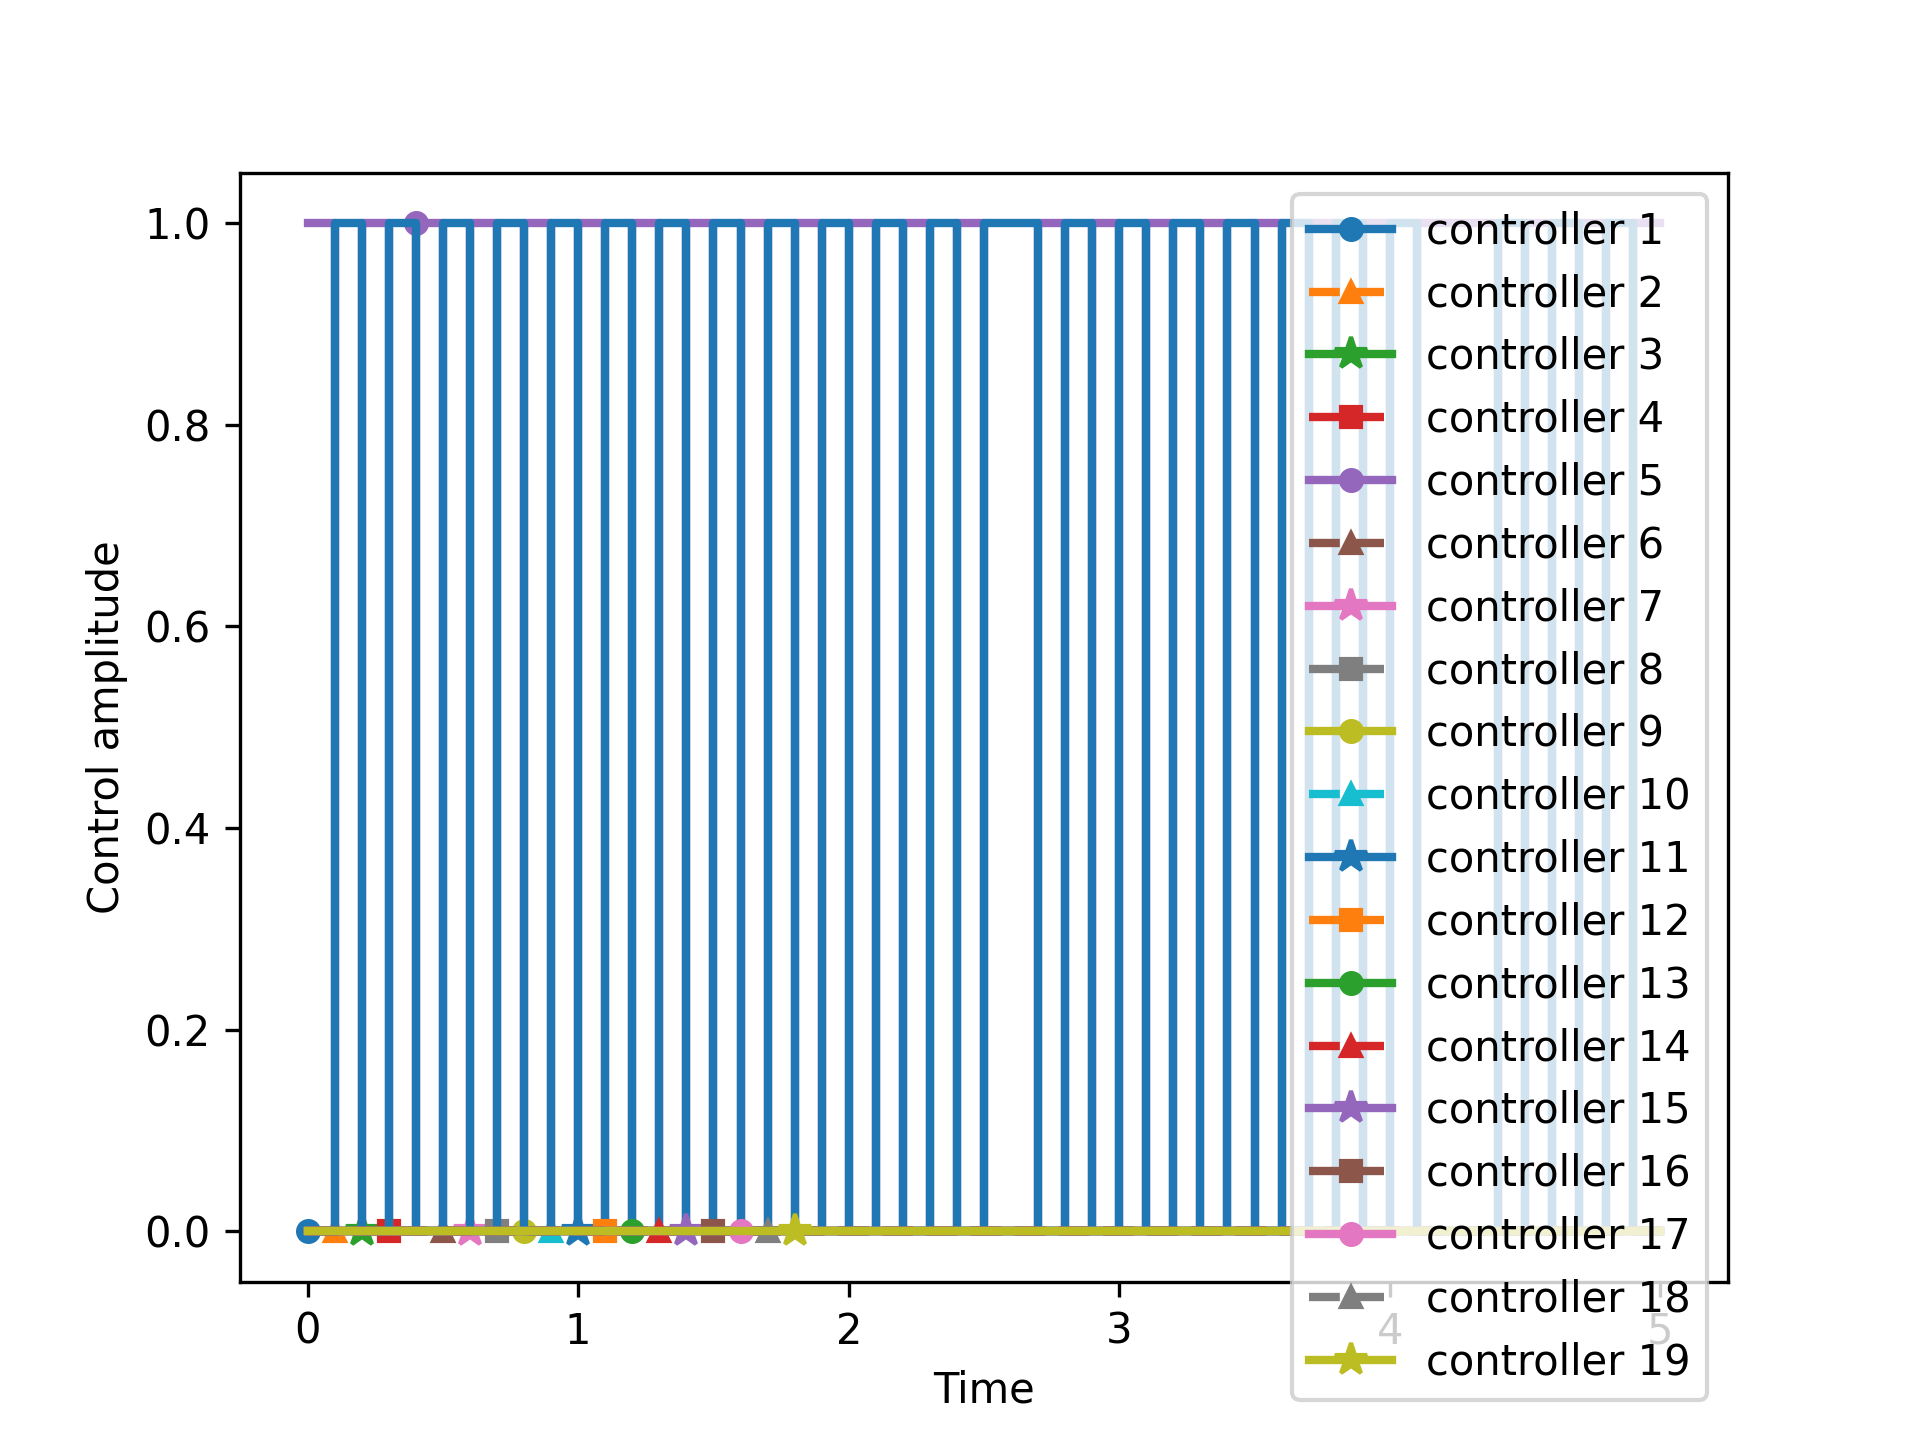 1.0
0.8
0.6
0.4
0.2
0.0
Control amplitude
0 1 2 3 4 5
Time
controller 1
controller 2
controller 3
controller 4
controller 5
controller 6
controller 7
controller 8
controller 9
controller 10
controller 11
controller 12
controller 13
controller 14
controller 15
controller 16
controller 17
controller 18
controller 19